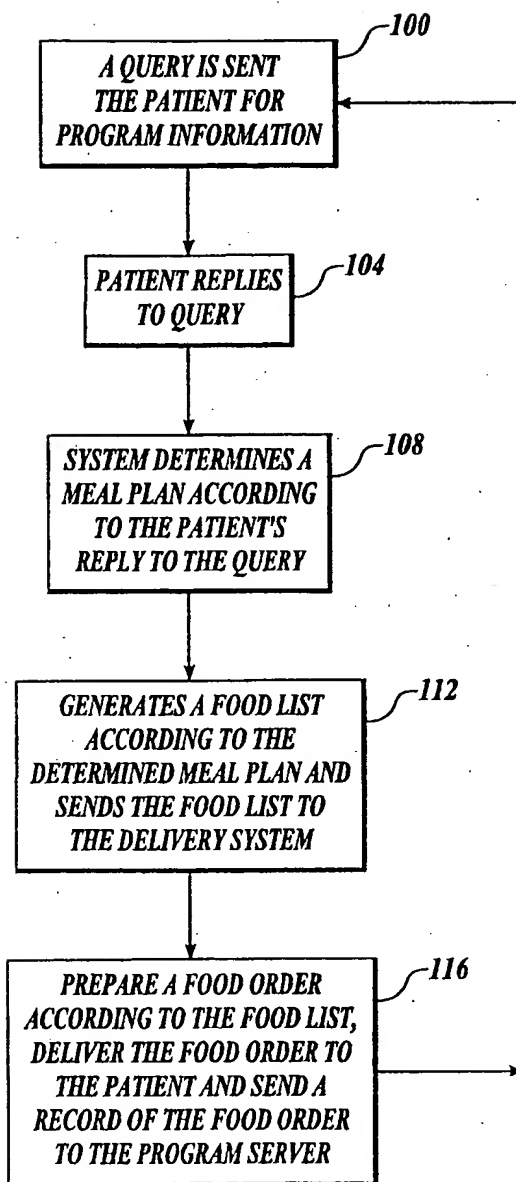 100
A QUERY IS SENT
THE PATIENT FOR
PROGRAM INFORMATION
104
PATIENT REPLIES
TO QUERY
108
SYSTEM DETERMINES A
MEAL PLAN ACCORDING
TO THE PATIENT'S
REPLY TO THE QUERY
112
GENERATES A FOOD LIST
ACCORDING TO THE
DETERMINED MEAL PLAN AND
SENDS THE FOOD LIST TO
THE DELIVERY SYSTEM
116
PREPARE A FOOD ORDER
ACCORDING TO THE FOOD LIST,
DELIVER THE FOOD ORDER TO
THE PATIENT AND SEND A
RECORD OF THE FOOD ORDER
TO THE PROGRAM SERVER